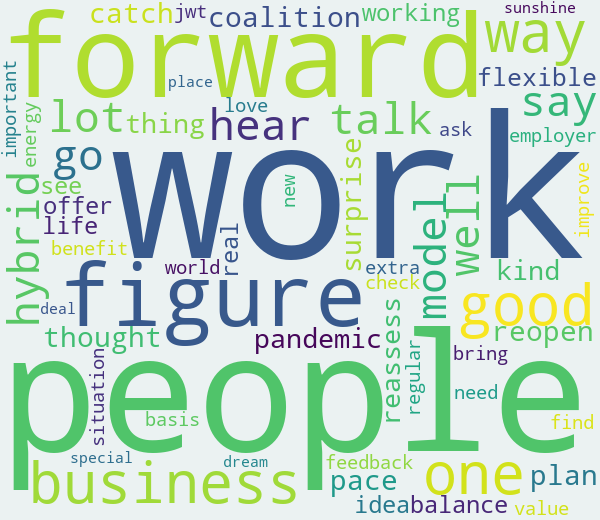 catch
jwt
coalition
working
sunshine
forward
way
place
flexible
important
energy
lot
thing
love
hear
talk
ask
say
employer
go
work
see
hybrid
offer
life
new
surprise
well
improve
real
model
benefit
world
extra
check
kind
figure
good
deal
thought
pandemic
reassess
regular
reopen
situation
bring
people
basis
need
find
special
dream
feedback
business
pace
one
plan
idea
balance
value